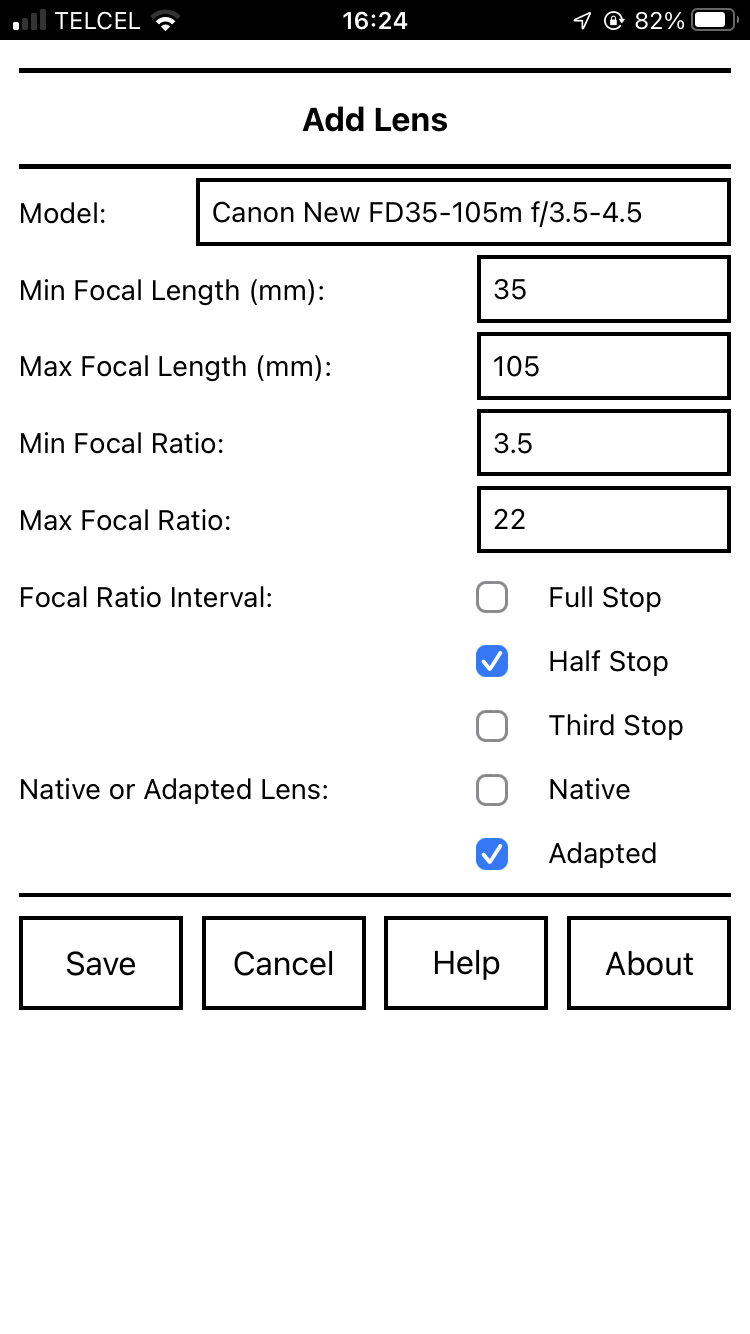 TELCEL 16:24 82%
Add Lens
Model: Canon New FD35-105m f/3.5-4.5
Min Focal Length (mm): 35
Max Focal Length (mm): 105
Min Focal Ratio: 3.5
Max Focal Ratio: 22
Focal Ratio Interval: Full Stop
Half Stop
Third Stop
Native or Adapted Lens: Native
Adapted
Save Cancel Help About